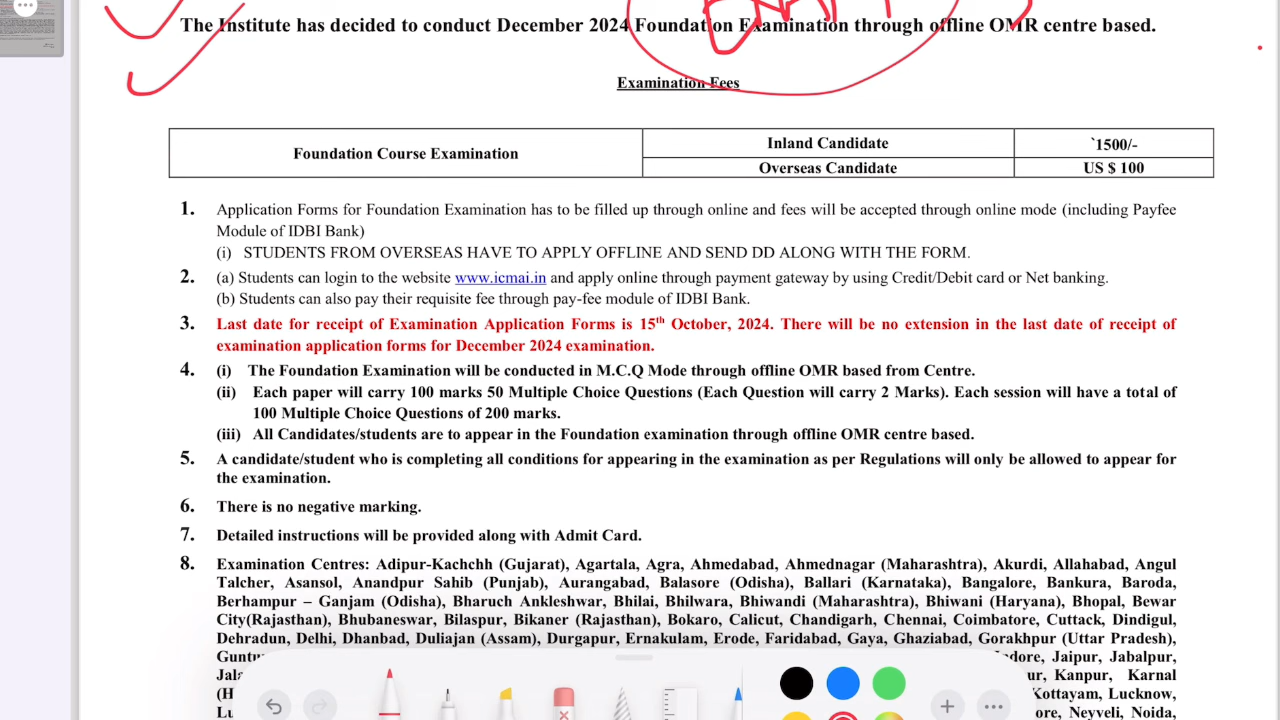 The Institute has decided to conduct December 2024 Foundation Examination through offline OMR centre based.
Examination Fees
Foundation Course Examination
Inland Candidate
`1500/-
Overseas Candidate
US $ 100
1. Application Forms for Foundation Examination has to be filled up through online and fees will be accepted through online mode (including Payfee
Module of IDBI Bank)
(i) STUDENTS FROM OVERSEAS HAVE TO APPLY OFFLINE AND SEND DD ALONG WITH THE FORM.
2. (a) Students can login to the website www.icmai.in and apply online through payment gateway by using Credit/Debit card or Net banking.
(b) Students can also pay their requisite fee through pay-fee module of IDBI Bank.
3. Last date for receipt of Examination Application Forms is 15th October, 2024. There will be no extension in the last date of receipt of
examination application forms for December 2024 examination.
4. (i) The Foundation Examination will be conducted in M.C.Q Mode through offline OMR based from Centre.
(ii) Each paper will carry 100 marks 50 Multiple Choice Questions (Each Question will carry 2 Marks). Each session will have a total of
100 Multiple Choice Questions of 200 marks.
(iii) All Candidates/students are to appear in the Foundation examination through offline OMR centre based.
5. A candidate/student who is completing all conditions for appearing in the examination as per Regulations will only be allowed to appear for
the examination.
6. There is no negative marking.
7. Detailed instructions will be provided along with Admit Card.
8. Examination Centres: Adipur-Kachchh (Gujarat), Agartala, Agra, Ahmedabad, Ahmednagar (Maharashtra), Akurdi, Allahabad, Angul
Talcher, Asansol, Anandpur Sahib (Punjab), Aurangabad, Balasore (Odisha), Ballari (Karnataka), Bangalore, Bankura, Baroda,
Berhampur – Ganjam (Odisha), Bharuch Ankleshwar, Bhilai, Bhilwara, Bhiwandi (Maharashtra), Bhiwani (Haryana), Bhopal, Bewar
City(Rajasthan), Bhubaneswar, Bilaspur, Bikaner (Rajasthan), Bokaro, Calicut, Chandigarh, Chennai, Coimbatore, Cuttack, Dindigul,
Dehradun, Delhi, Dhanbad, Duliajan (Assam), Durgapur, Ernakulam, Erode, Faridabad, Gaya, Ghaziabad, Gorakhpur (Uttar Pradesh),
Jaipur, Jabalpur,
Kanpur, Karnal
Kottayam, Lucknow,
Neyveli, Noida,